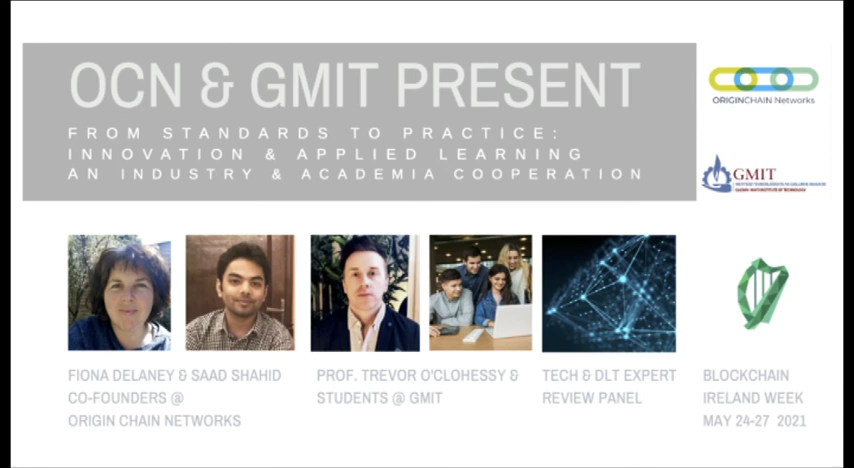 OCN & GMIT PRESENT
FROM STANDARDS TO PRACTICE:
INNOVATION & APPLIED LEARNING
AN INDUSTRY & ACADEMIA COOPERATION
ORIGINCHAIN Networks
GMIT
FIONA DELANEY & SAAD SHAHID
CO-FOUNDERS @
ORIGIN CHAIN NETWORKS
PROF. TREVOR O'CLOHESSY &
STUDENTS @ GMIT
TECH & DLT EXPERT
REVIEW PANEL
BLOCKCHAIN
IRELAND WEEK
MAY 24-27 2021